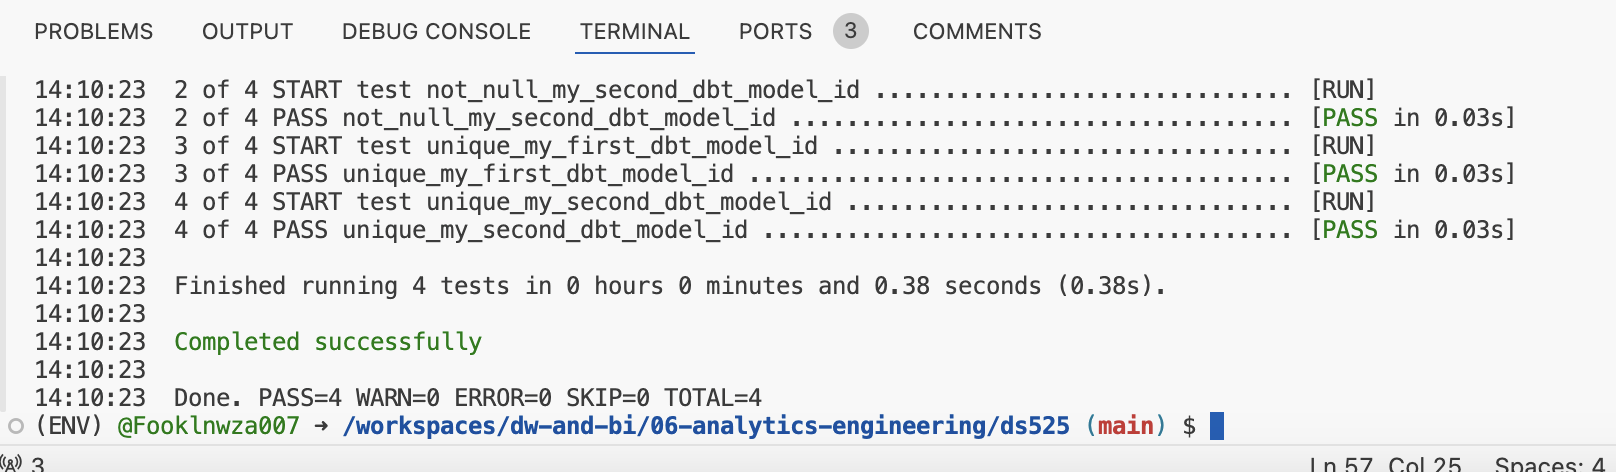 PROBLEMS OUTPUT DEBUG CONSOLE TERMINAL PORTS 3 COMMENTS
14:10:23 2 of 4 START test not_null_my_second_dbt_model_id .............................. [RUN]
14:10:23 2 of 4 PASS not_null_my_second_dbt_model_id .................................... [PASS in 0.03s]
14:10:23 3 of 4 START test unique_my_first_dbt_model_id ................................. [RUN]
14:10:23 3 of 4 PASS unique_my_first_dbt_model_id ....................................... [PASS in 0.03s]
14:10:23 4 of 4 START test unique_my_second_dbt_model_id ................................ [RUN]
14:10:23 4 of 4 PASS unique_my_second_dbt_model_id ...................................... [PASS in 0.03s]
14:10:23
14:10:23 Finished running 4 tests in 0 hours 0 minutes and 0.38 seconds (0.38s).
14:10:23
14:10:23 Completed successfully
14:10:23
14:10:23 Done. PASS=4 WARN=0 ERROR=0 SKIP=0 TOTAL=4
(ENV) @Fooklnwza007 → /workspaces/dw-and-bi/06-analytics-engineering/ds525 (main) $
3 Ln 57, Col 25 Spaces: 4